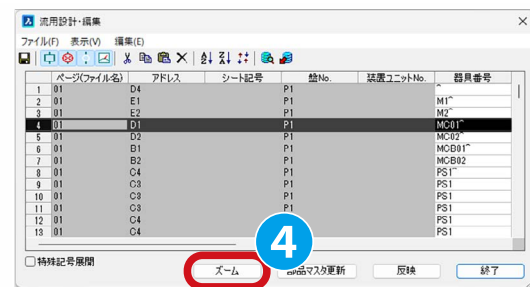 流用設計・編集
ファイル(F) 表示(V) 編集(E)
ページ(ファイル名) アドレス シート記号 盤No. 装置ユニットNo. 器具番号
1 01 D4 P1 ^
2 01 E1 P1 M1^
3 01 E2 P1 M2^
4 01 D1 P1 MC01^
5 01 D2 P1 MC02^
6 01 B1 P1 MCB01^
7 01 B2 P1 MCB02
8 01 C4 P1 PS1^
9 01 C3 P1 PS1
10 01 C3 P1 PS1
11 01 C3 P1 PS1
12 01 C4 PS1
13 01 C4 PS1
4
特殊記号展開
ズーム 部品マスタ更新 反映 終了